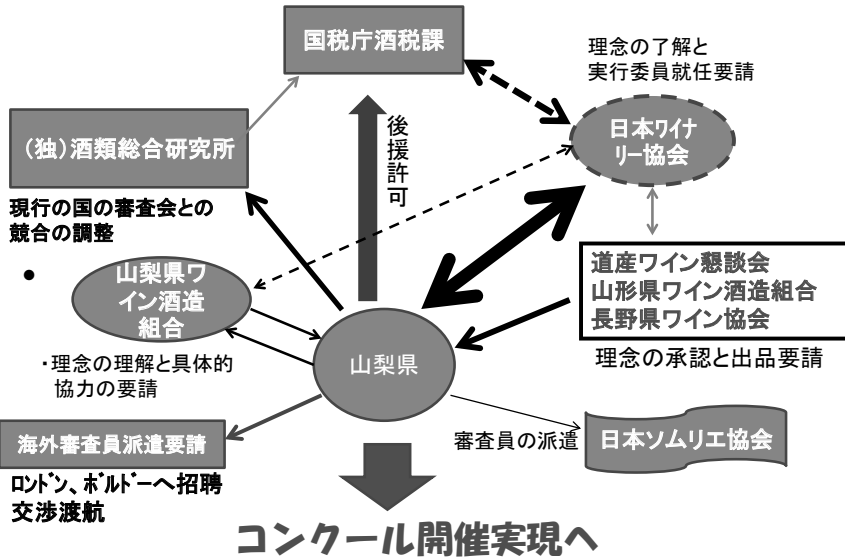 国税庁酒税課
理念の了解と
実行委員就任要請
(独)酒類総合研究所
後援許可
日本ワイナ
リー協会
現行の国の審査会との
競合の調整
●
山梨県ワ
イン酒造
組合
道産ワイン懇談会
山形県ワイン酒造組合
長野県ワイン協会
・理念の理解と具体的
協力の要請
山梨県
理念の承認と出品要請
海外審査員派遣要請
審査員の派遣
日本ソムリエ協会
ロンドン、ボルドーへ招聘
交渉渡航
コンクール開催実現へ